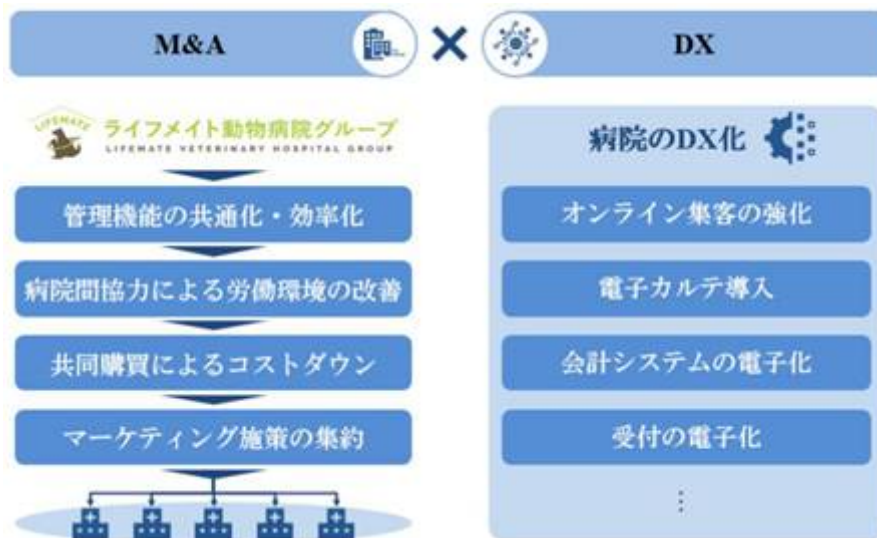 M&A
DX
LIFEMATE
ライフメイト動物病院グループ
LIFEMATE VETERINARY HOSPITAL GROUP
管理機能の共通化・効率化
病院間協力による労働環境の改善
共同購買によるコストダウン
マーケティング施策の集約
病院のDX化
オンライン集客の強化
電子カルテ導入
会計システムの電子化
受付の電子化
⋮